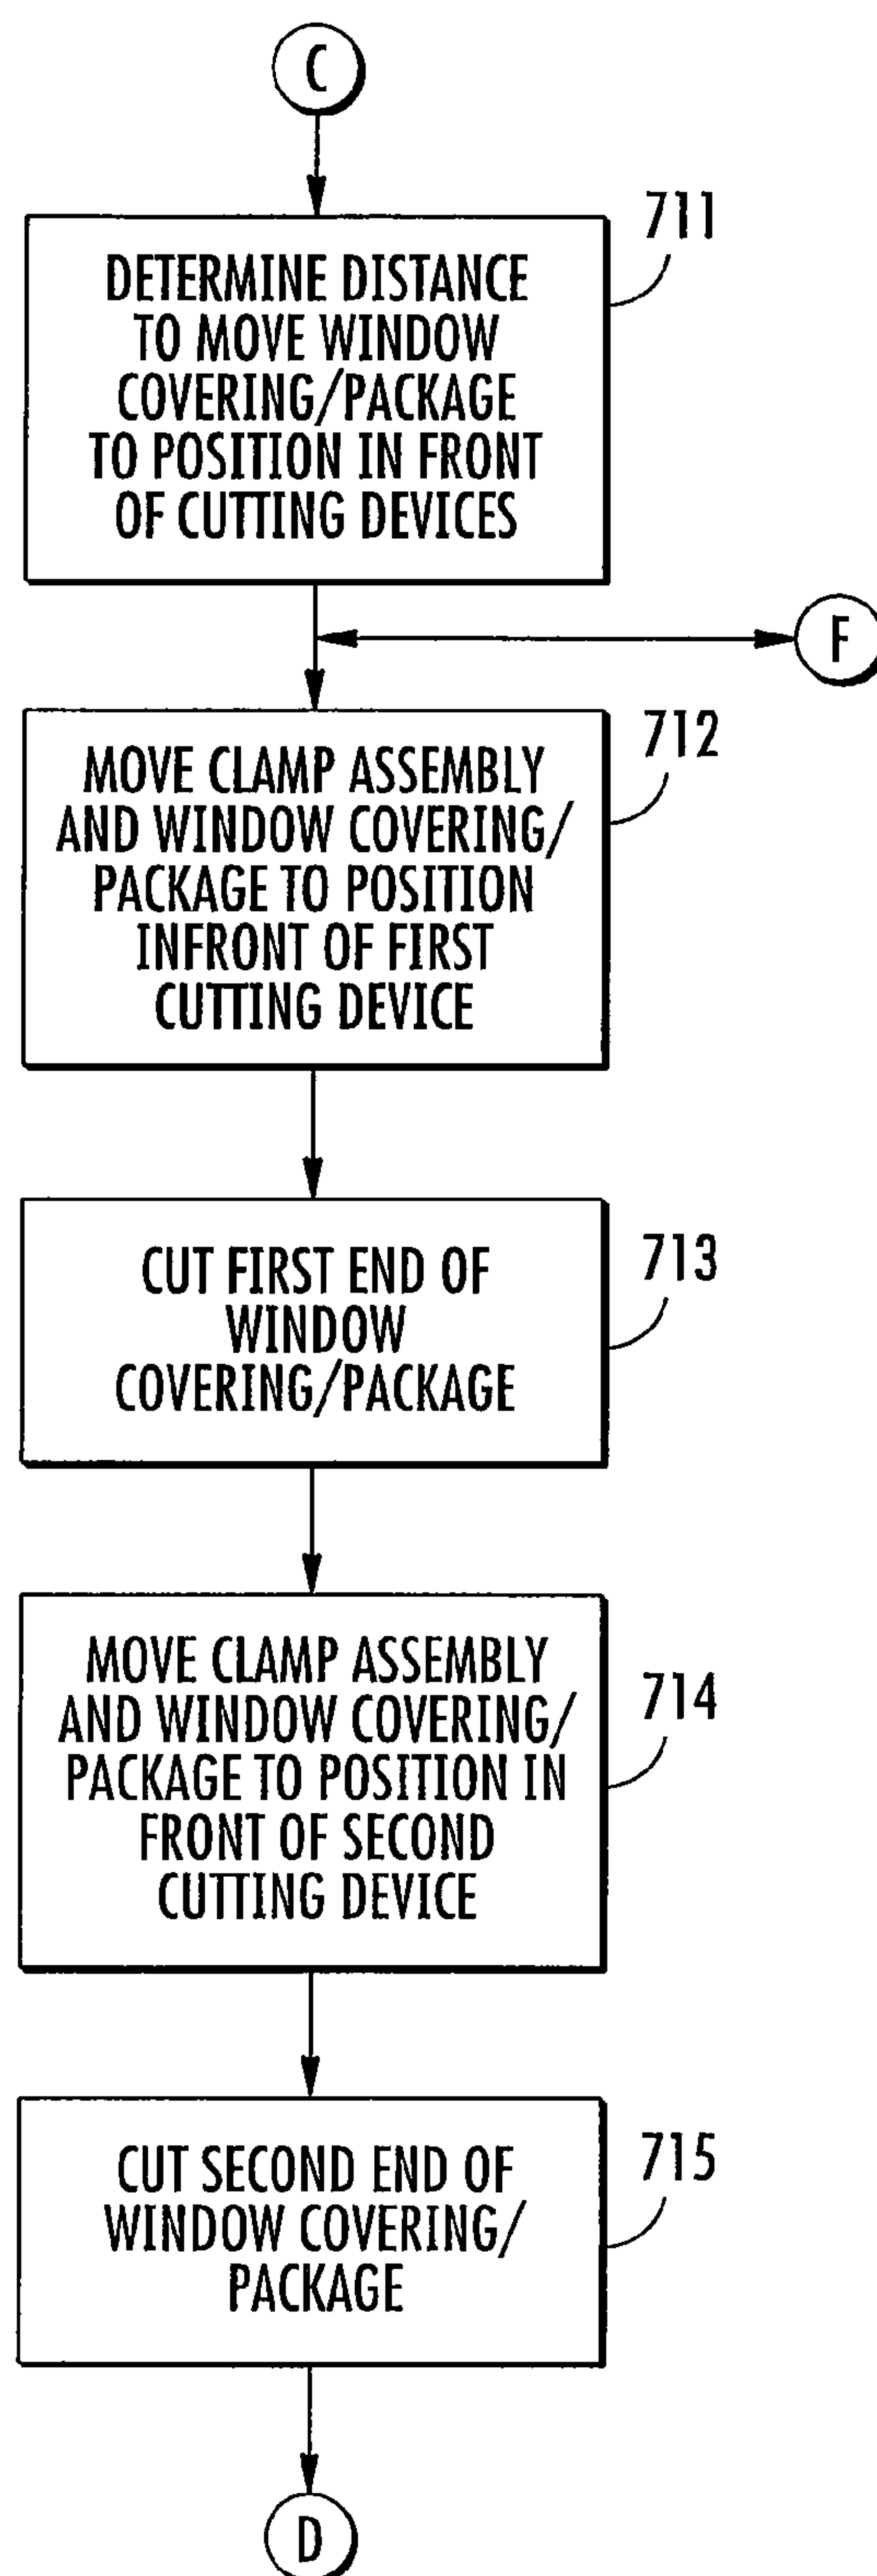 C
711
DETERMINE DISTANCE
TO MOVE WINDOW
COVERING/PACKAGE
TO POSITION IN FRONT
OF CUTTING DEVICES
F
712
MOVE CLAMP ASSEMBLY
AND WINDOW COVERING/
PACKAGE TO POSITION
INFRONT OF FIRST
CUTTING DEVICE
713
CUT FIRST END OF
WINDOW
COVERING/PACKAGE
714
MOVE CLAMP ASSEMBLY
AND WINDOW COVERING/
PACKAGE TO POSITION IN
FRONT OF SECOND
CUTTING DEVICE
715
CUT SECOND END OF
WINDOW COVERING/
PACKAGE
D